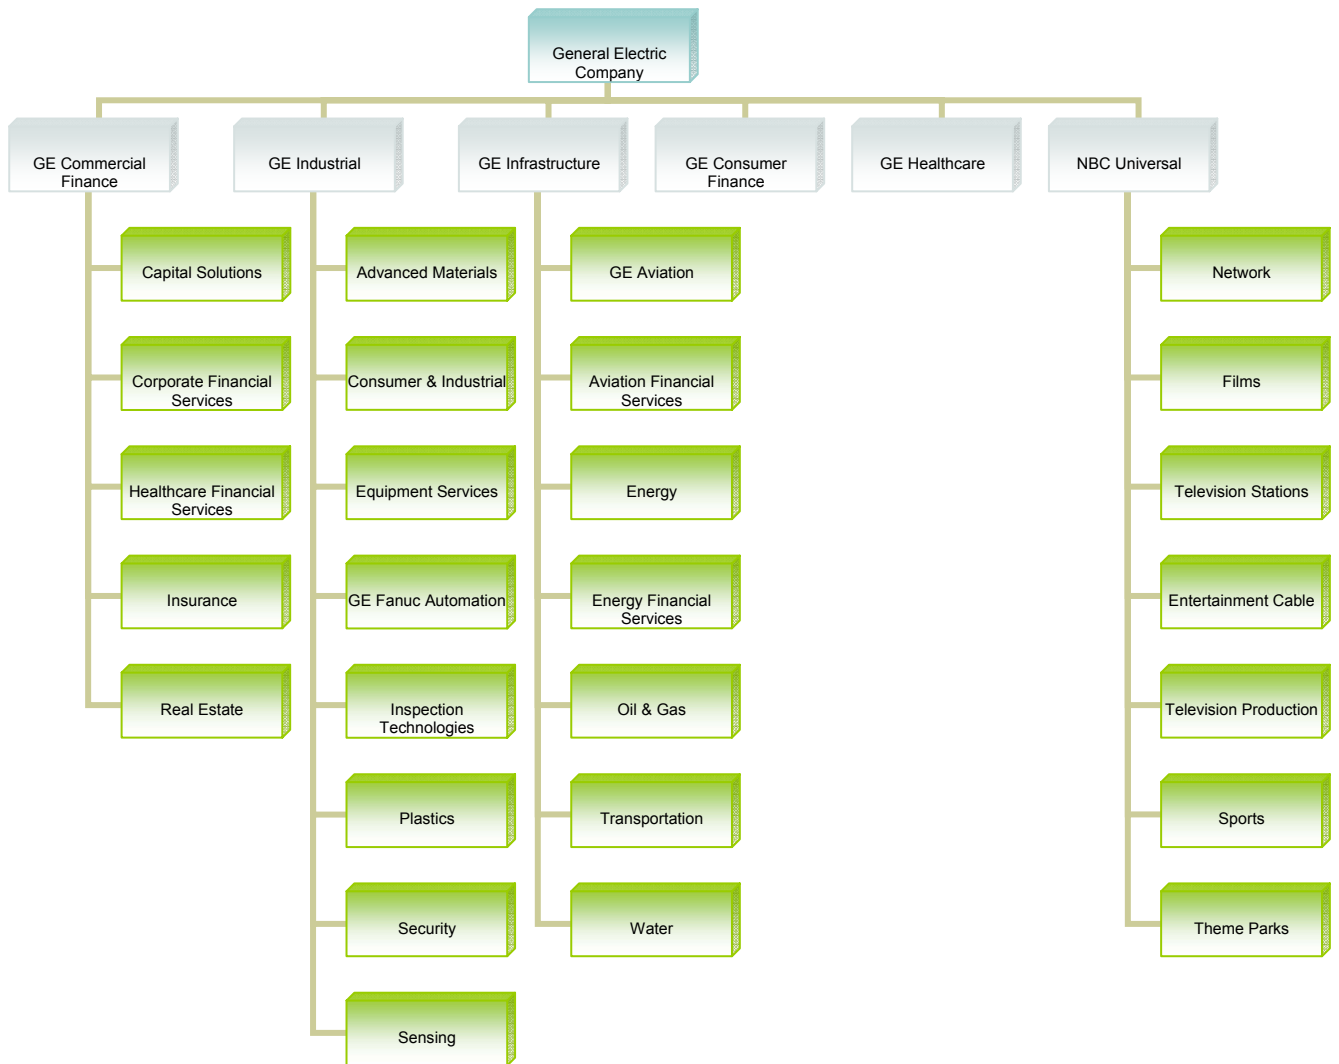 General Electric
Company
GE Commercial
Finance
GE Industrial
GE Infrastructure
GE Consumer
Finance
GE Healthcare
NBC Universal
Capital Solutions
Advanced Materials
GE Aviation
Network
Corporate Financial
Services
Consumer & Industrial
Aviation Financial
Services
Films
Healthcare Financial
Services
Equipment Services
Energy
Television Stations
Insurance
GE Fanuc Automation
Energy Financial
Services
Entertainment Cable
Real Estate
Inspection
Technologies
Oil & Gas
Television Production
Plastics
Transportation
Sports
Security
Water
Theme Parks
Sensing